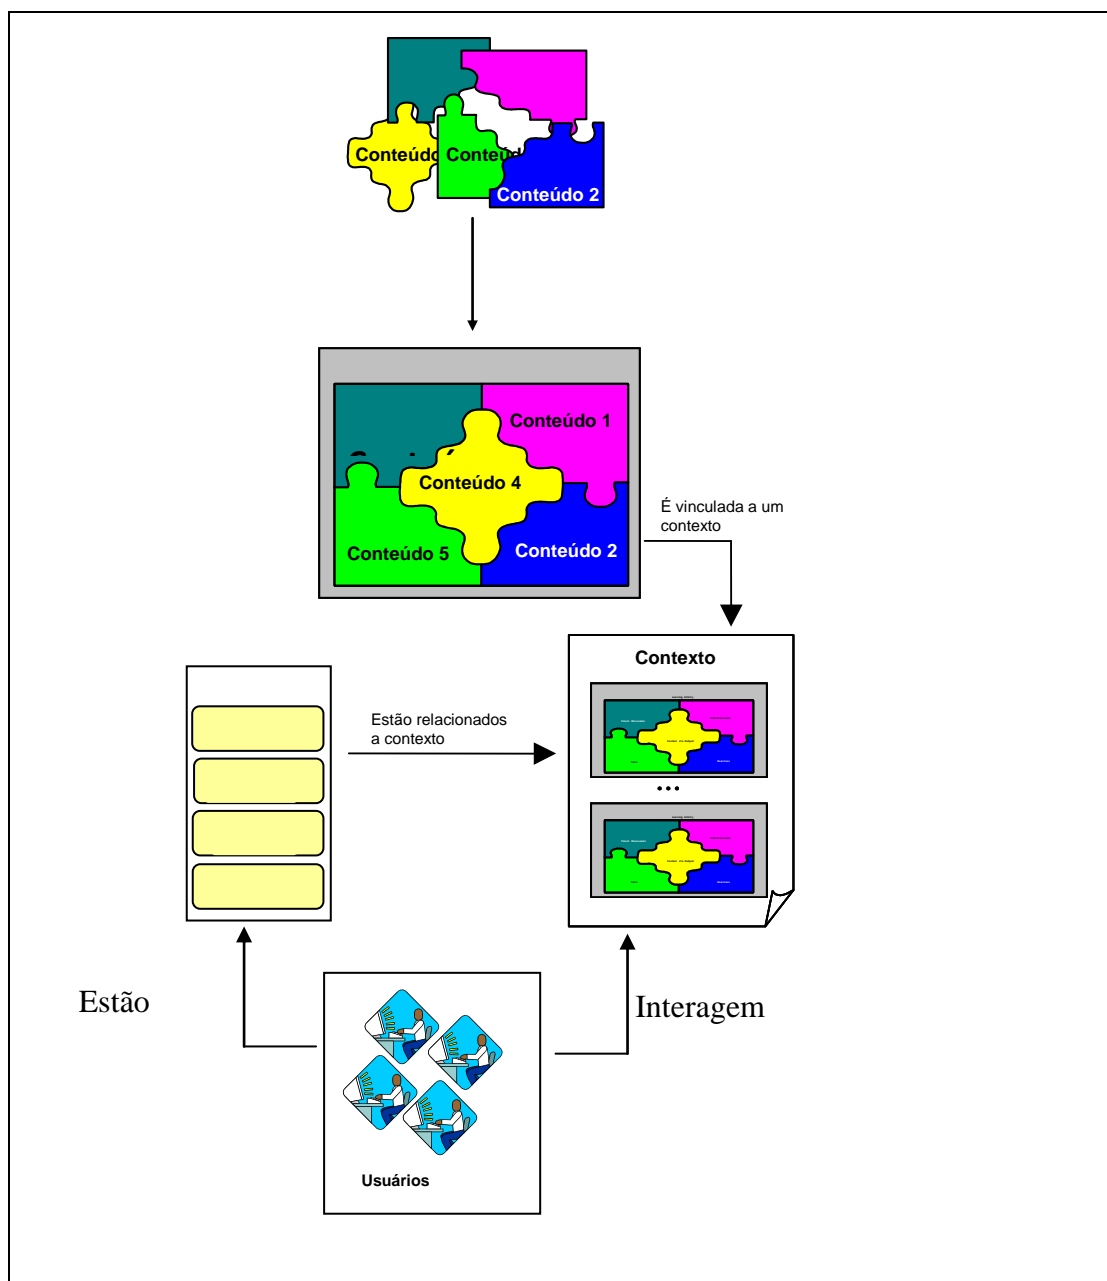 Conteúdo
Conteúd
Conteúdo 2
Conteúdo 1
Conteúdo 4
Conteúdo 5
Conteúdo 2
É vinculada a um
contexto
Contexto
Estão relacionados
a contexto
...
...
Estão
Interagem
Usuários